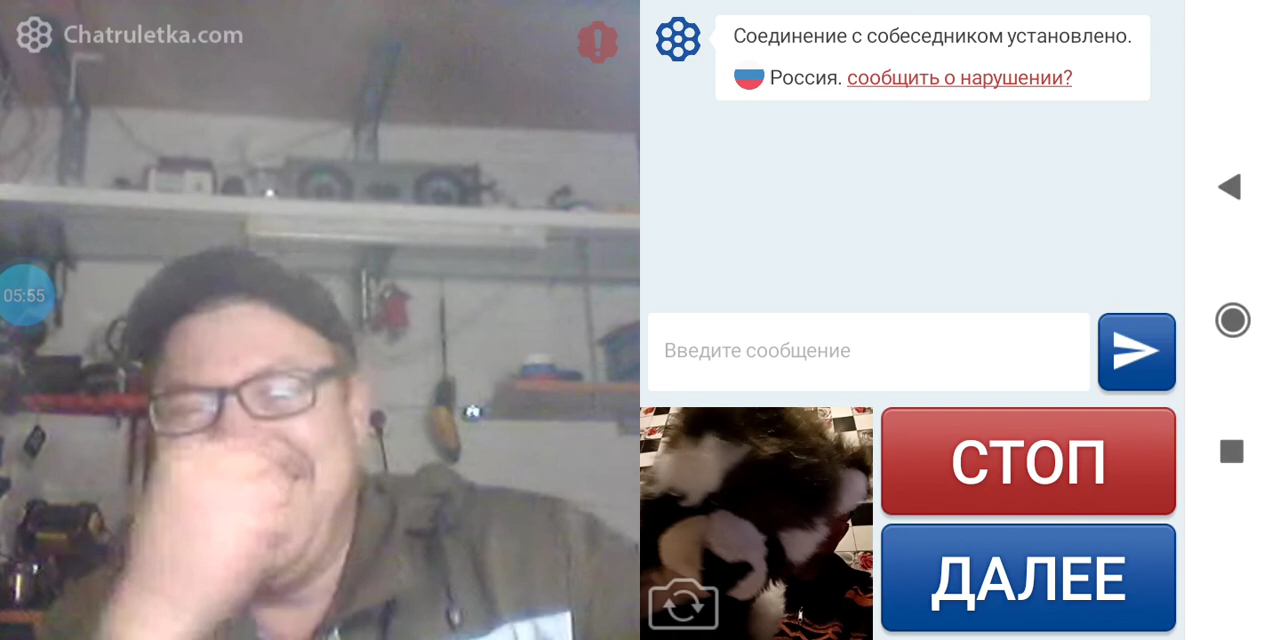 Chatruletka.com
Соединение с собеседником установлено.
Россия. сообщить о нарушении?
05:55
Введите сообщение
СТОП
ДАЛЕЕ